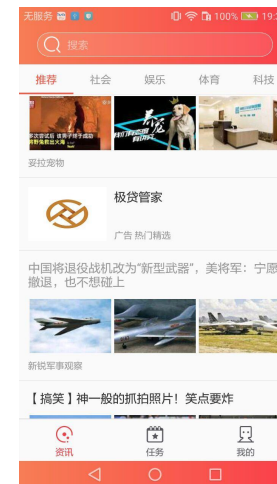 无服务 100% 19:2
搜索
推荐 社会 娱乐 体育 科技
妥拉宠物
极贷管家
广告 热门精选
中国将退役战机改为“新型武器”，美将军：宁愿
撤退，也不想碰上
新锐军事观察
【搞笑】神一般的抓拍照片！笑点要炸
资讯 任务 我的